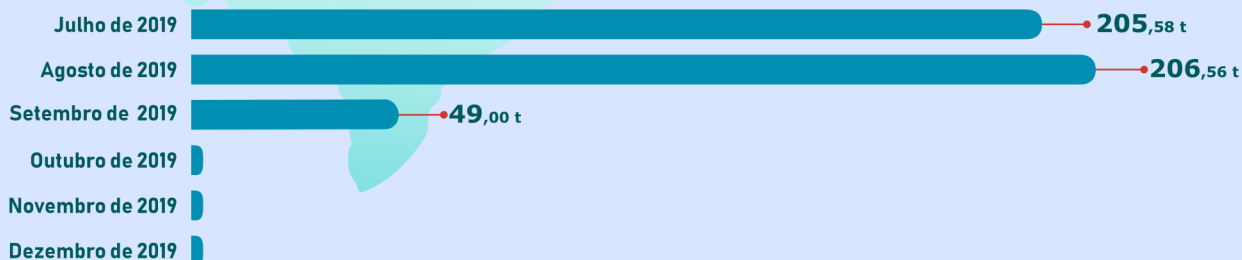 Julho de 2019 205,58 t
Agosto de 2019 206,56 t
Setembro de 2019 49,00 t
Outubro de 2019
Novembro de 2019
Dezembro de 2019